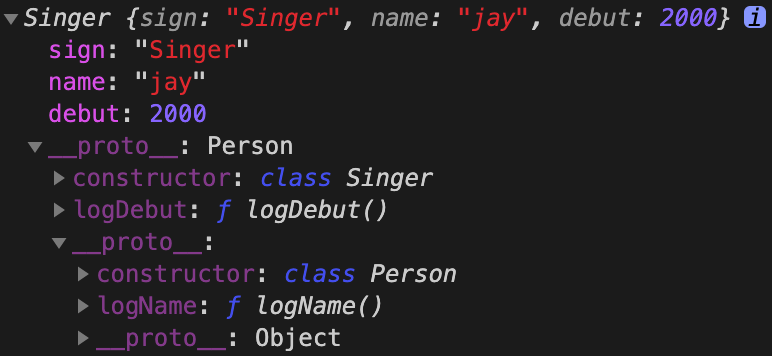 Singer {sign: "Singer", name: "jay", debut: 2000} i
sign: "Singer"
name: "jay"
debut: 2000
__proto__: Person
constructor: class Singer
logDebut: ƒ logDebut()
__proto__:
constructor: class Person
logName: ƒ logName()
__proto__: Object